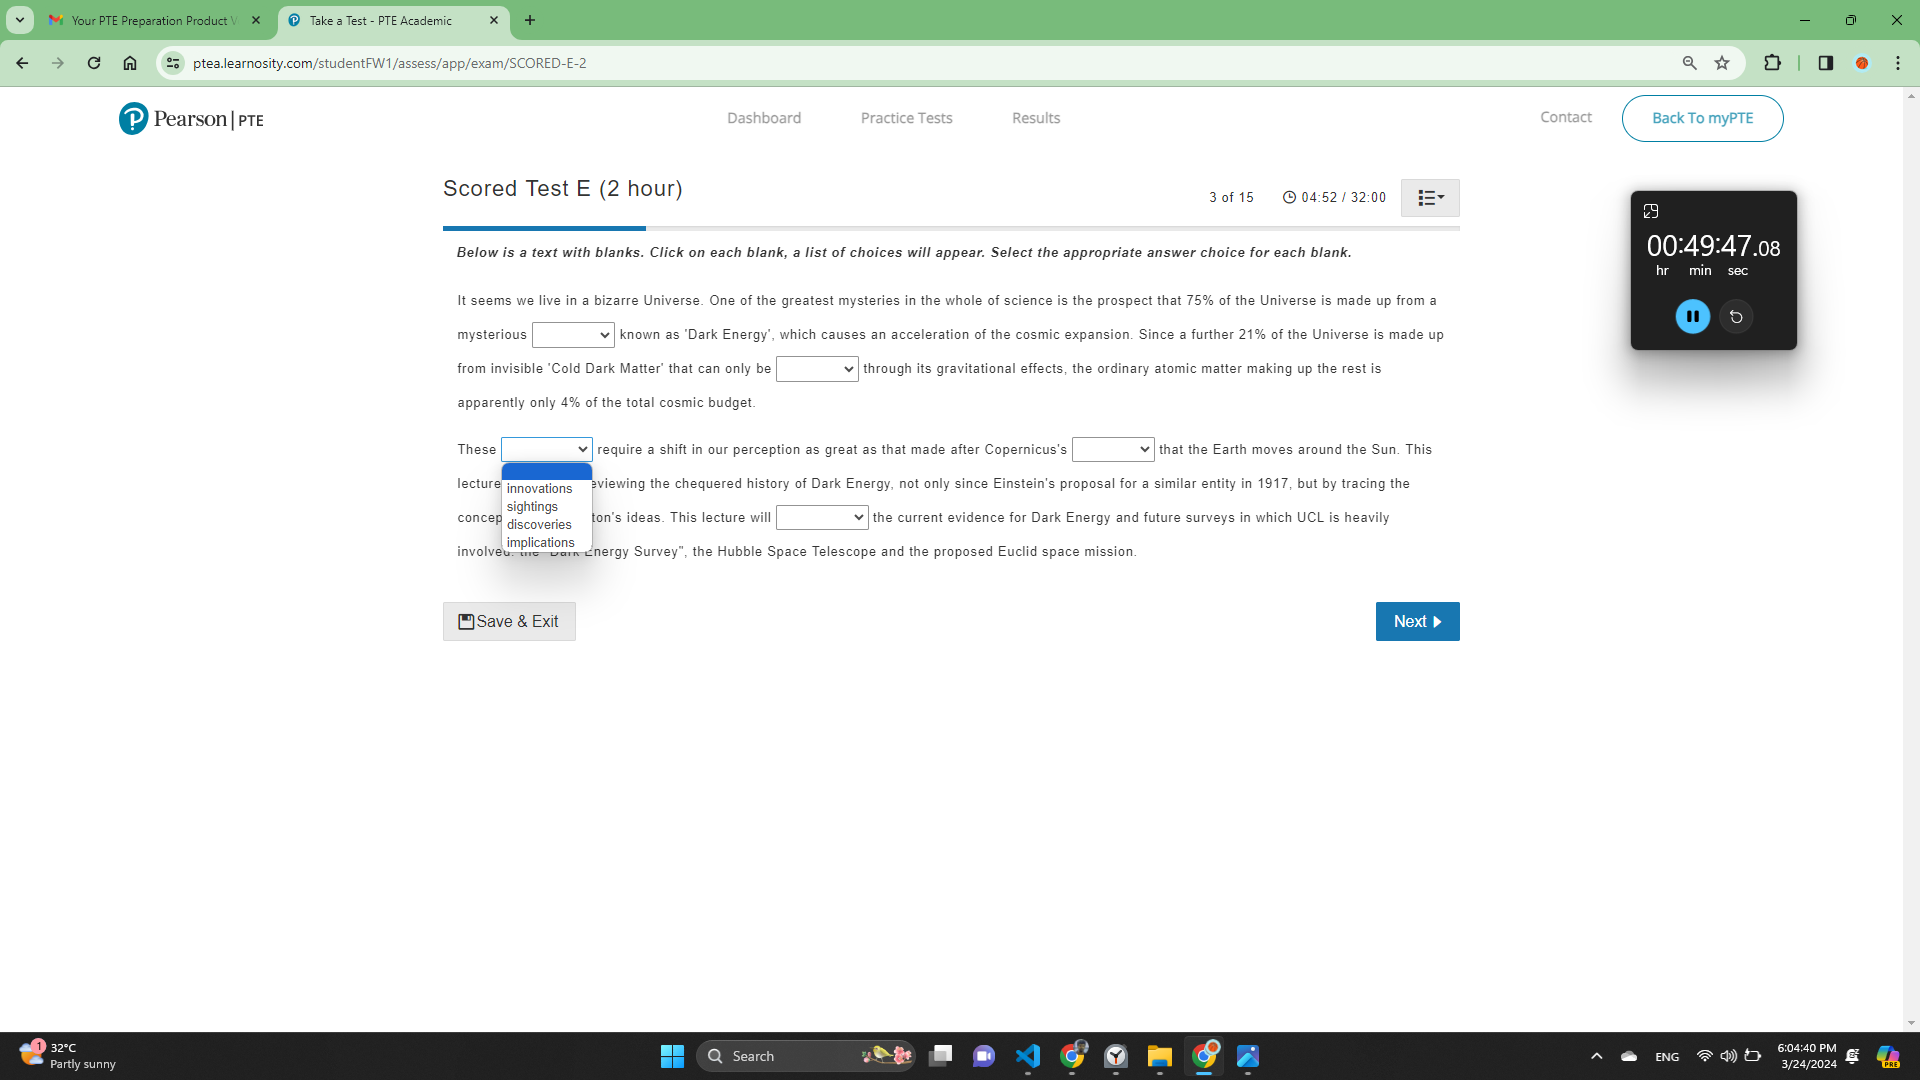 Your PTE Preparation Product V
Take a Test - PTE Academic
ptea.learnosity.com/studentFW1/assess/app/exam/SCORED-E-2
Pearson | PTE
Dashboard
Practice Tests
Results
Contact
Back To myPTE
Scored Test E (2 hour)
3 of 15
04:52 / 32:00
00:49:47.08
hr min sec
Below is a text with blanks. Click on each blank, a list of choices will appear. Select the appropriate answer choice for each blank.
It seems we live in a bizarre Universe. One of the greatest mysteries in the whole of science is the prospect that 75% of the Universe is made up from a
mysterious known as 'Dark Energy', which causes an acceleration of the cosmic expansion. Since a further 21% of the Universe is made up
from invisible 'Cold Dark Matter' that can only be through its gravitational effects, the ordinary atomic matter making up the rest is
apparently only 4% of the total cosmic budget.
These require a shift in our perception as great as that made after Copernicus's that the Earth moves around the Sun. This
lecture eviewing the chequered history of Dark Energy, not only since Einstein's proposal for a similar entity in 1917, but by tracing the
concep ton's ideas. This lecture will the current evidence for Dark Energy and future surveys in which UCL is heavily
involved: the "Dark Energy Survey", the Hubble Space Telescope and the proposed Euclid space mission.
innovations
sightings
discoveries
implications
Save & Exit
Next
1
32°C
Partly sunny
Search
ENG
6:04:40 PM
3/24/2024
PRE